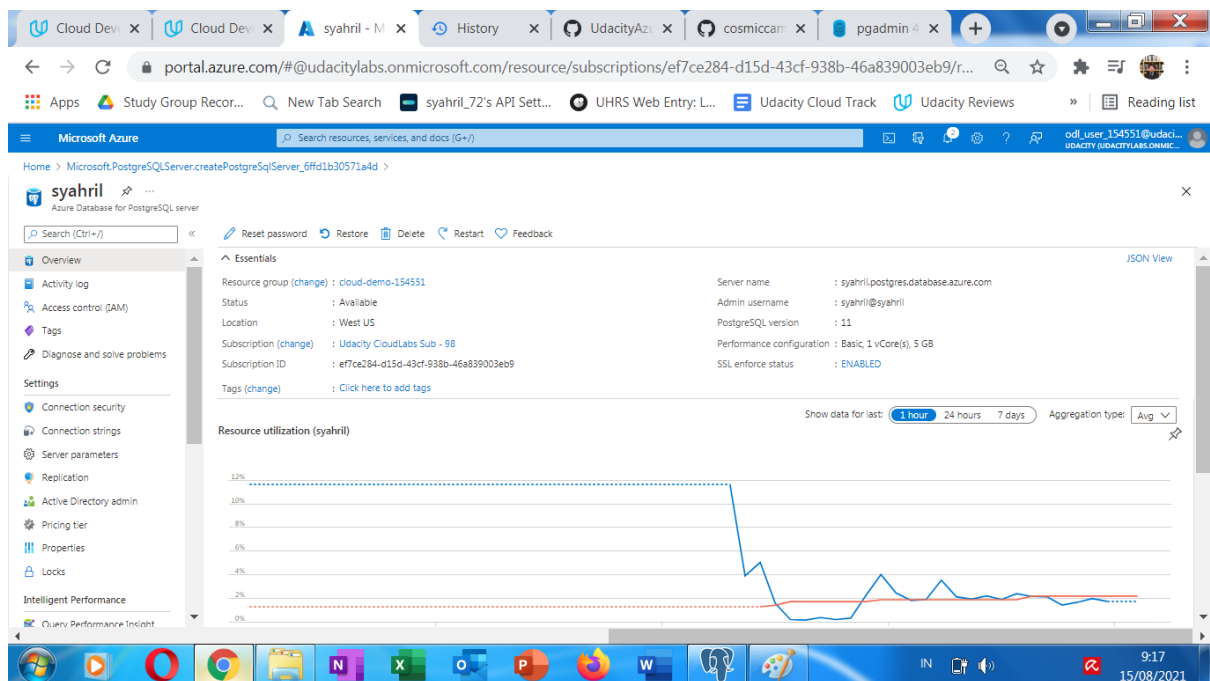 Cloud Deve
Cloud Deve
syahril - M
History
UdacityAzu
cosmiccam
pgadmin 4
portal.azure.com/#@udacitylabs.onmicrosoft.com/resource/subscriptions/ef7ce284-d15d-43cf-938b-46a839003eb9/r...
Apps Study Group Recor... New Tab Search syahril_72's API Sett... UHRS Web Entry: L... Udacity Cloud Track Udacity Reviews » Reading list
Microsoft Azure
Search resources, services, and docs (G+/)
2
odl_user_154551@udaci...
UDACITY (UDACITYLABS.ONMIC...
Home > Microsoft.PostgreSQLServer.createPostgreSqlServer_6ffd1b30571a4d >
syahril ...
Azure Database for PostgreSQL server
Search (Ctrl+/) «
Reset password Restore Delete Restart Feedback
Overview
Activity log
Access control (IAM)
Tags
Diagnose and solve problems
Settings
Connection security
Connection strings
Server parameters
Replication
Active Directory admin
Pricing tier
Properties
Locks
Intelligent Performance
Query Performance Insight
Essentials
JSON View
Resource group (change) : cloud-demo-154551
Status : Available
Location : West US
Subscription (change) : Udacity CloudLabs Sub - 98
Subscription ID : ef7ce284-d15d-43cf-938b-46a839003eb9
Tags (change) : Click here to add tags
Server name : syahril.postgres.database.azure.com
Admin username : syahril@syahril
PostgreSQL version : 11
Performance configuration : Basic, 1 vCore(s), 5 GB
SSL enforce status : ENABLED
Show data for last: 1 hour 24 hours 7 days Aggregation type: Avg
Resource utilization (syahril)
12%
10%
8%
6%
4%
2%
0%
IN
9:17
15/08/2021